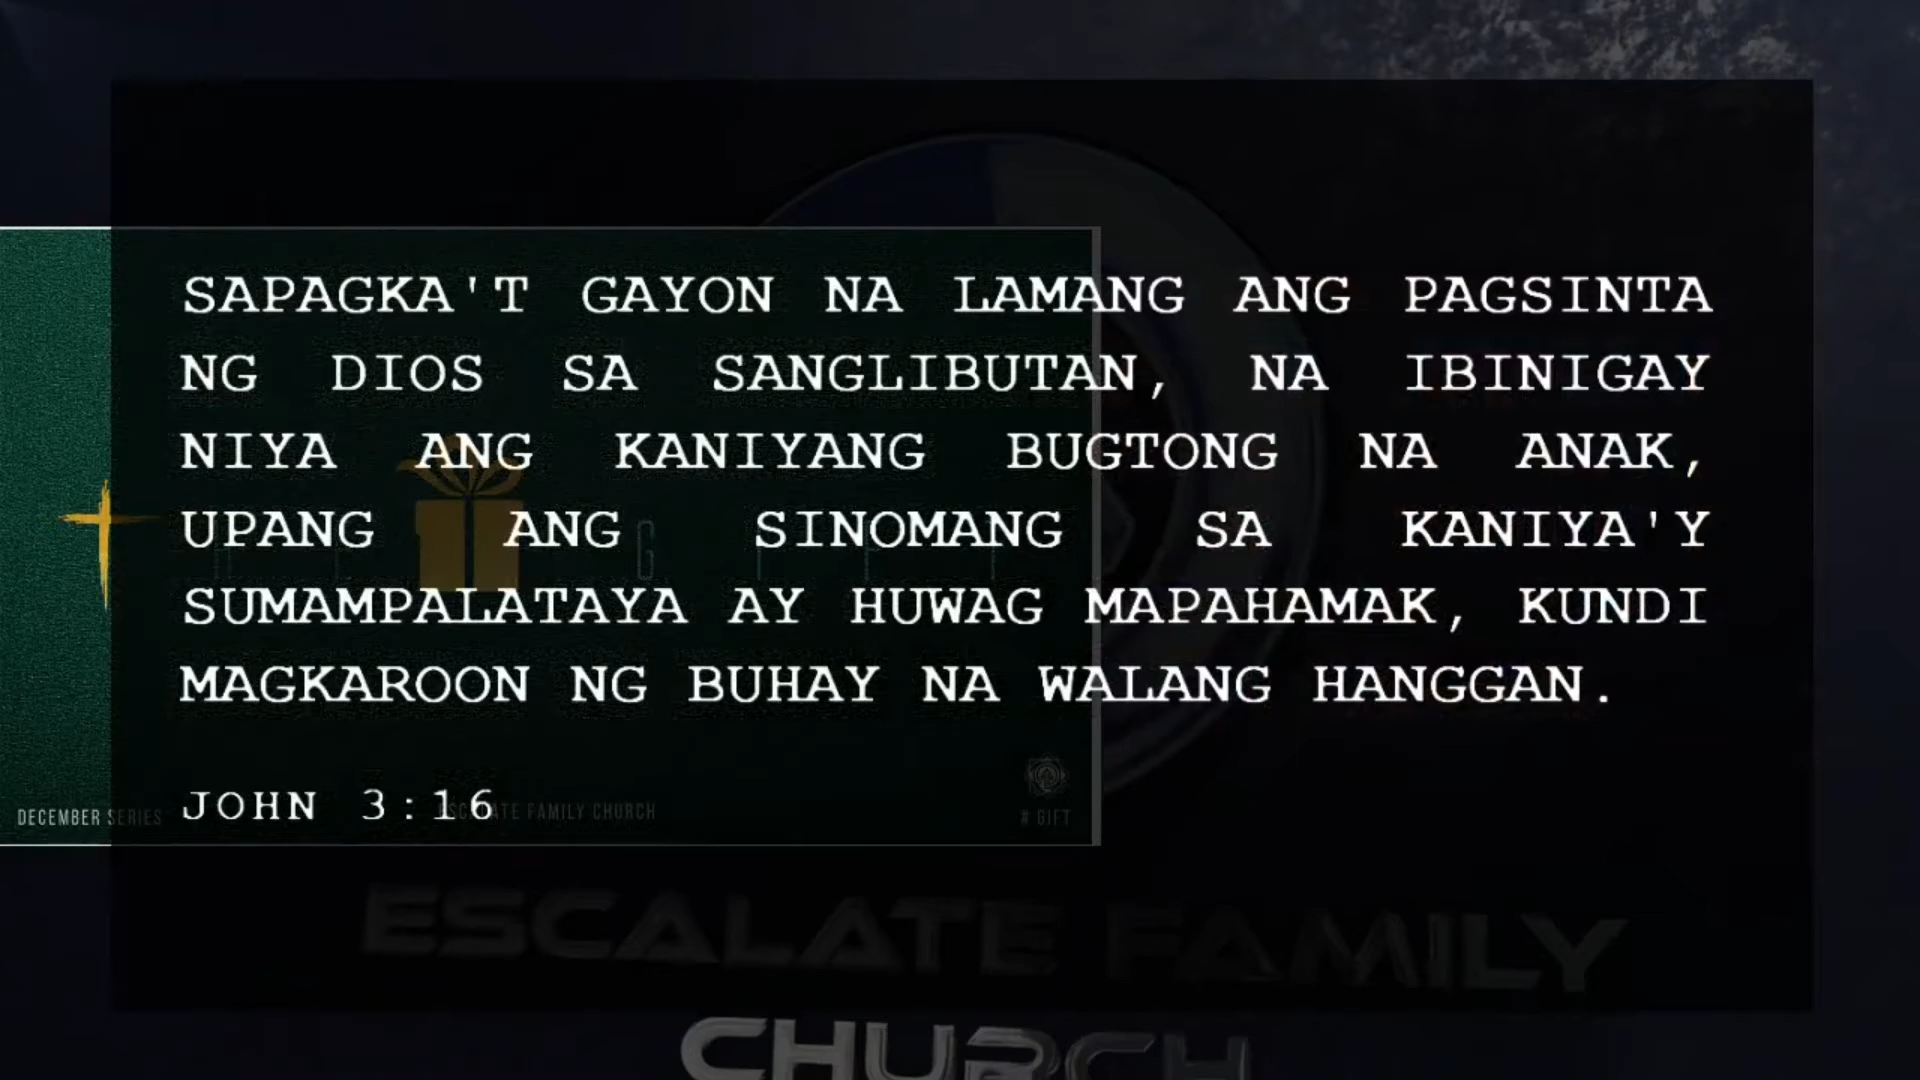 SAPAGKA'T GAYON NA LAMANG ANG PAGSINTA
NG DIOS SA SANGLIBUTAN, NA IBINIGAY
NIYA ANG KANIYANG BUGTONG NA ANAK,
UPANG ANG SINOMANG SA KANIYA'Y
SUMAMPALATAYA AY HUWAG MAPAHAMAK, KUNDI
MAGKAROON NG BUHAY NA WALANG HANGGAN.
JOHN 3:16
DECEMBER SERIES
ESCALATE FAMILY CHURCH
# GIFT
ESCALATE FAMILY
CHURCH